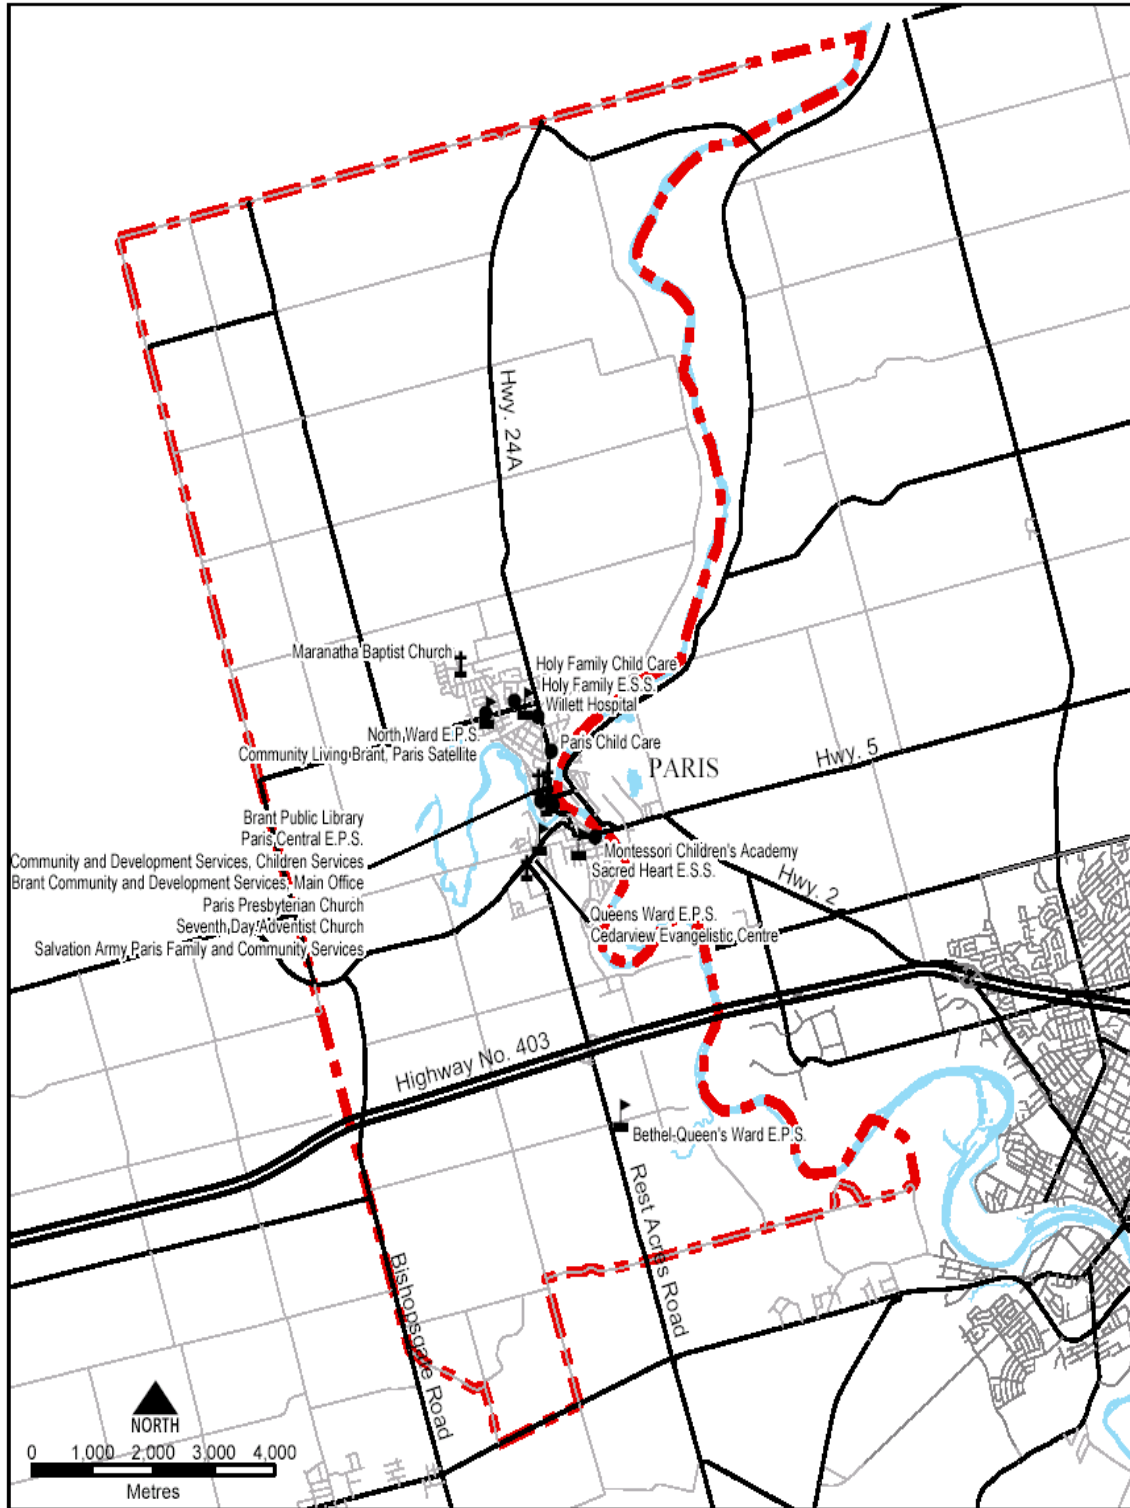 Hwy. 24A
Maranatha Baptist Church
Holy Family Child Care
Holy Family E.S.S.
Willett Hospital
North Ward E.P.S.
Paris Child Care
Community Living Brant, Paris Satellite
PARIS
Hwy. 5
Brant Public Library
Paris Central E.P.S.
Community and Development Services, Children Services
Brant Community and Development Services, Main Office
Paris Presbyterian Church
Seventh Day Adventist Church
Salvation Army Paris Family and Community Services
Montessori Children's Academy
Sacred Heart E.S.S.
Hwy. 2
Queens Ward E.P.S.
Cedarview Evangelistic Centre
Highway No. 403
Bethel-Queen's Ward E.P.S.
Rest Acres Road
Bishopsgate Road
NORTH
0 1,000 2,000 3,000 4,000
Metres